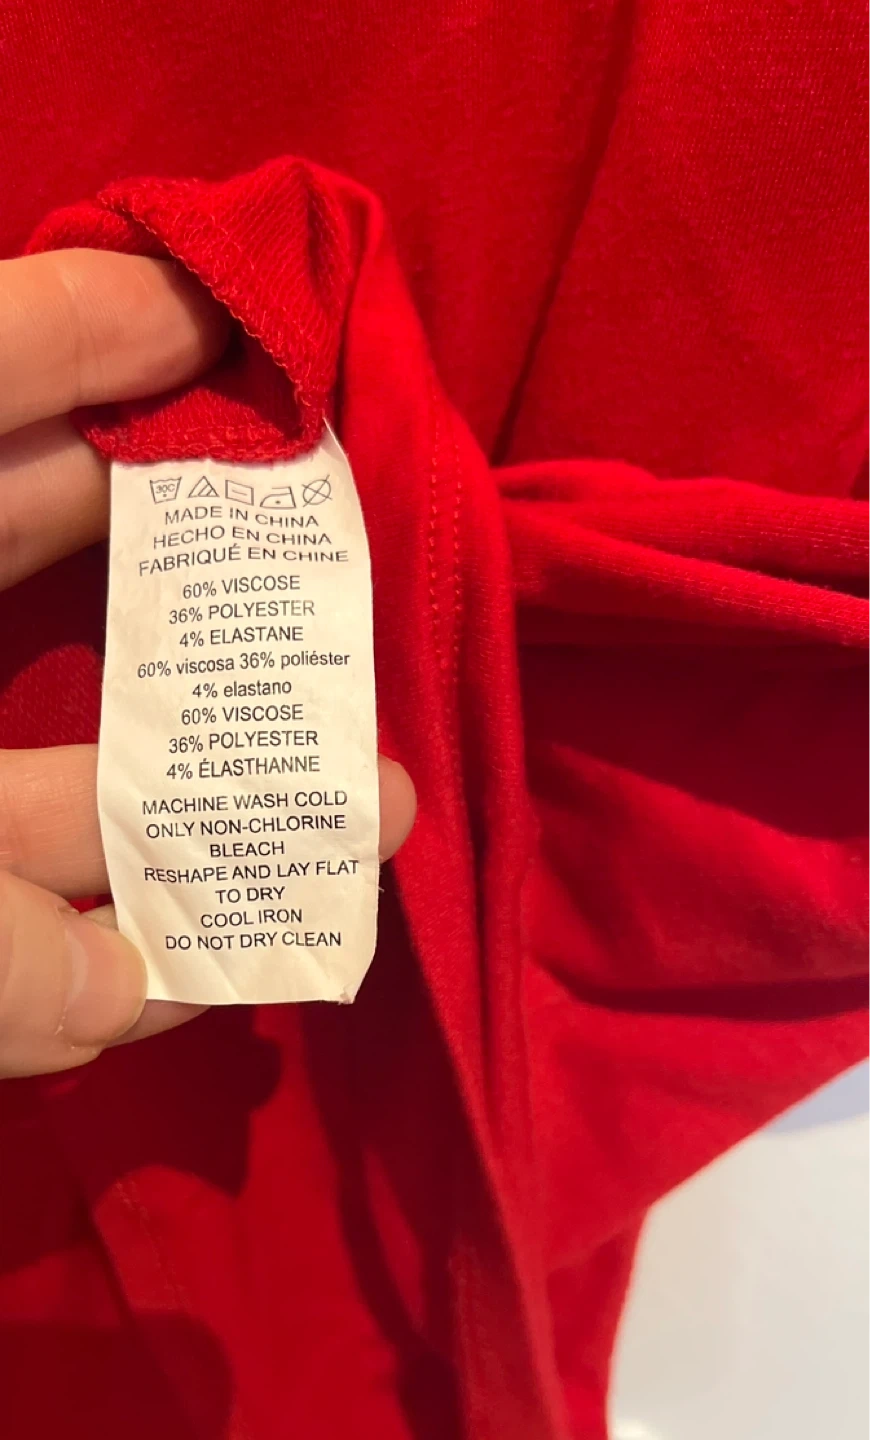 30C
MADE IN CHINA
HECHO EN CHINA
FABRIQUÉ EN CHINE
60% VISCOSE
36% POLYESTER
4% ELASTANE
60% viscosa 36% poliéster
4% elastano
60% VISCOSE
36% POLYESTER
4% ÉLASTHANNE
MACHINE WASH COLD
ONLY NON-CHLORINE
BLEACH
RESHAPE AND LAY FLAT
TO DRY
COOL IRON
DO NOT DRY CLEAN